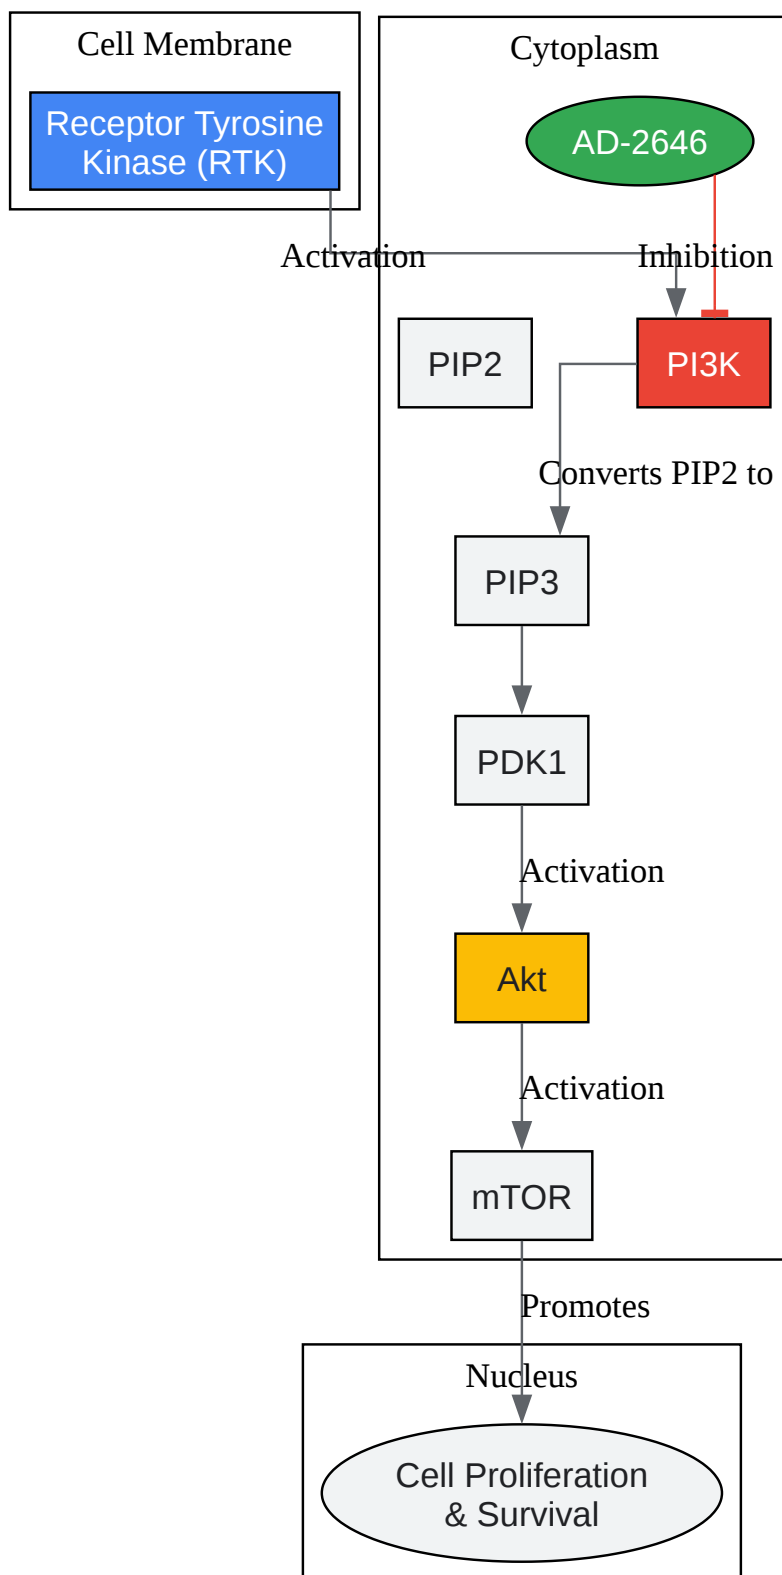 Cell Membrane
Cytoplasm
Receptor Tyrosine
Kinase (RTK)
AD-2646
Activation
Inhibition
PIP2
PI3K
Converts PIP2 to
PIP3
PDK1
Activation
Akt
Activation
mTOR
Promotes
Nucleus
Cell Proliferation
& Survival